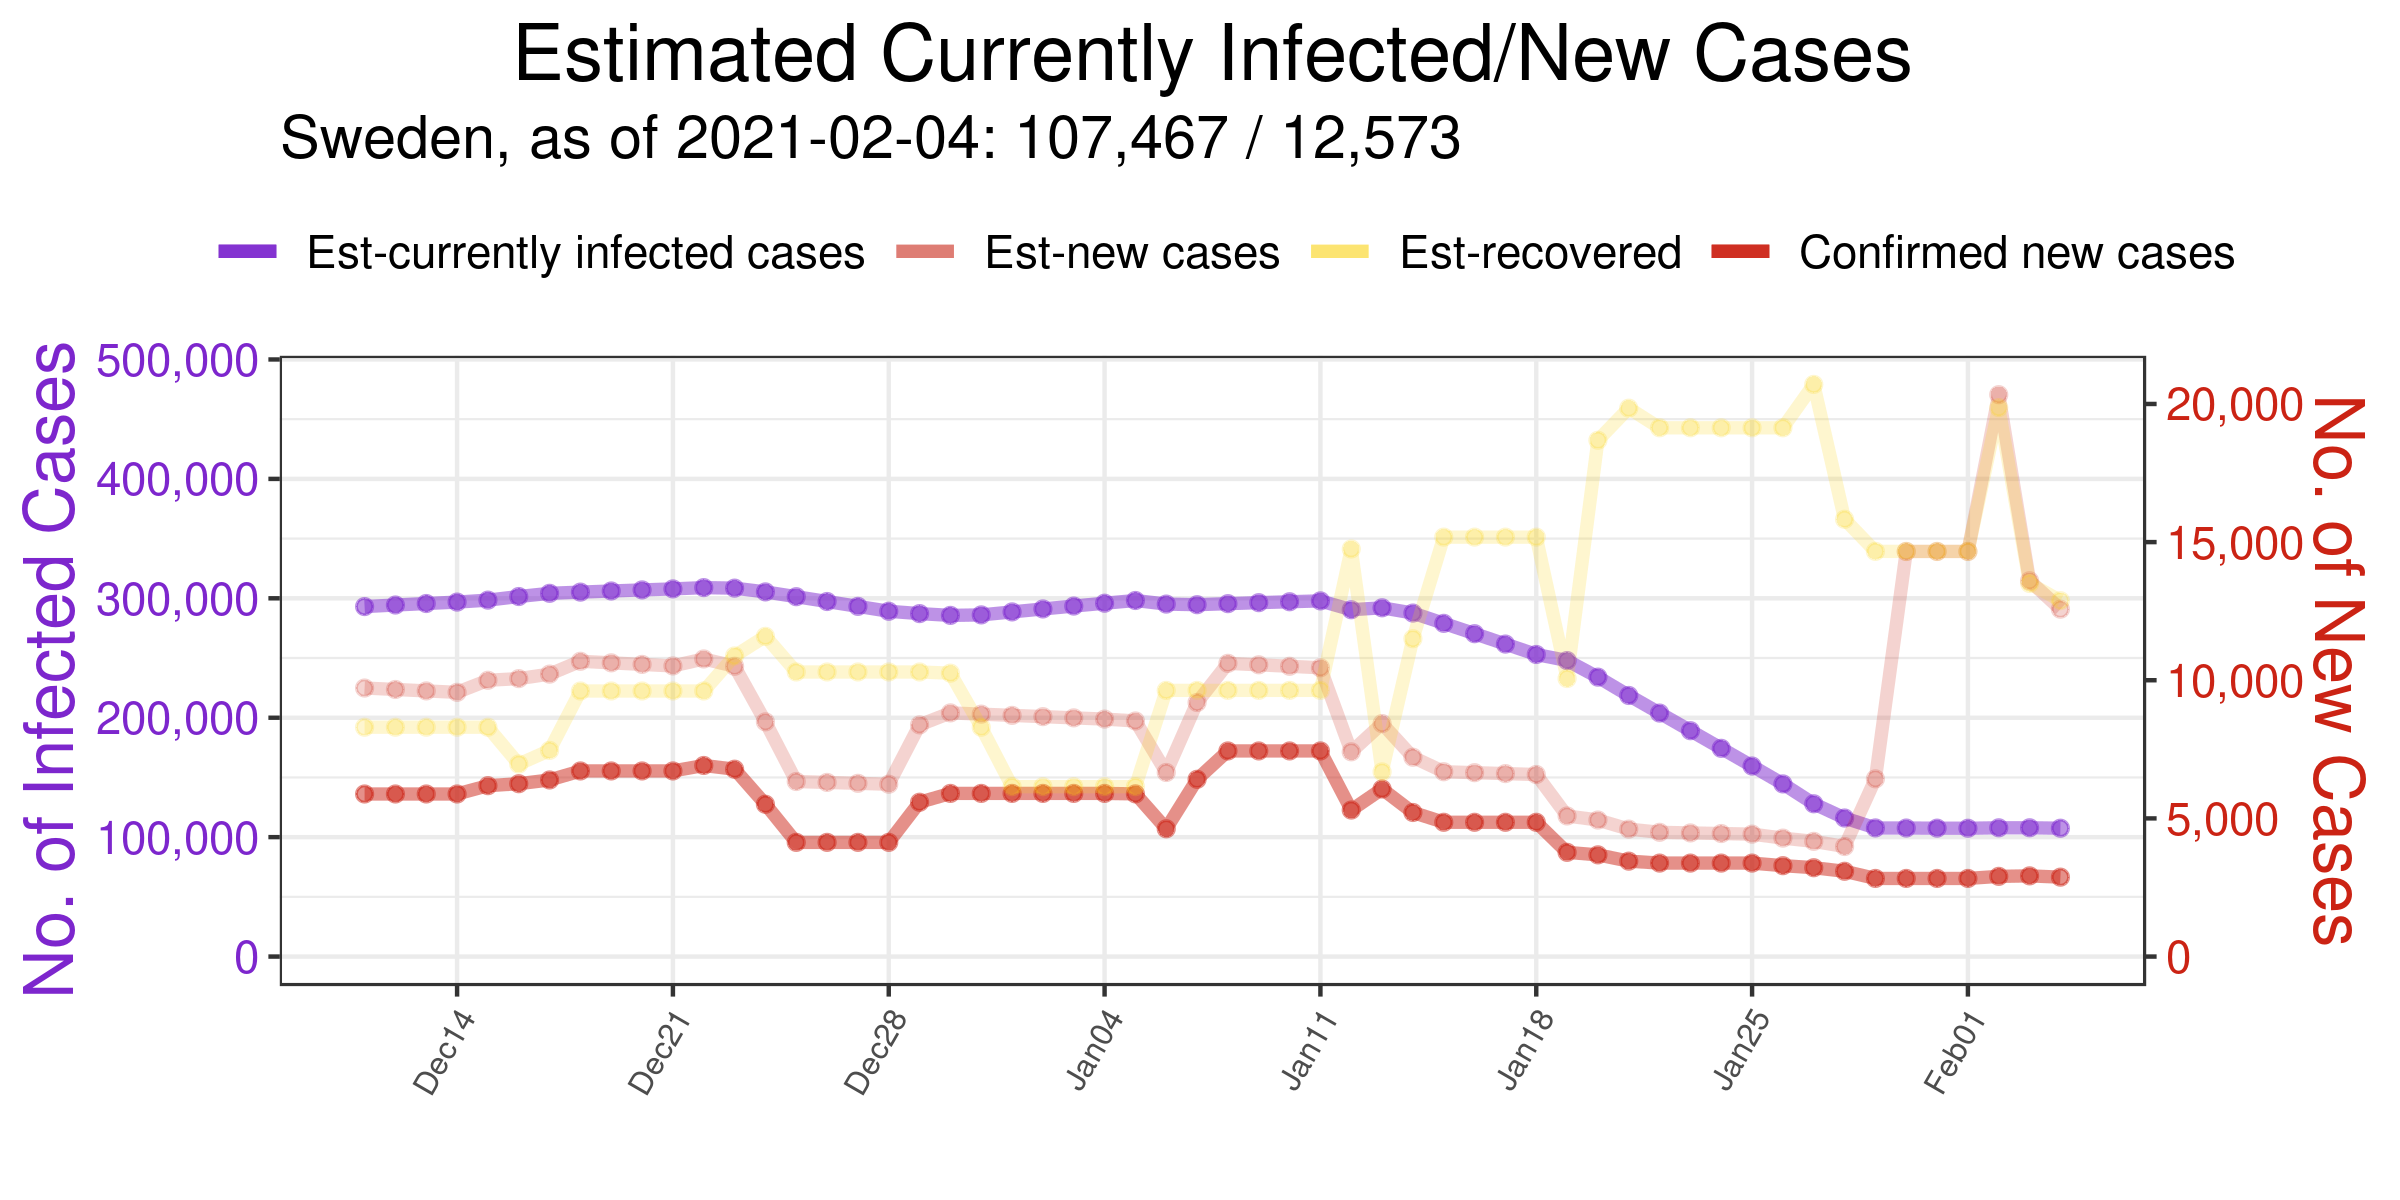 Estimated Currently Infected/New Cases
Sweden, as of 2021-02-04: 107,467 / 12,573
Est-currently infected cases Est-new cases Est-recovered Confirmed new cases
No. of Infected Cases
500,000
400,000
300,000
200,000
100,000
0
20,000
15,000
10,000
5,000
0
No. of New Cases
Dec14 Dec21 Dec28 Jan04 Jan11 Jan18 Jan25 Feb01